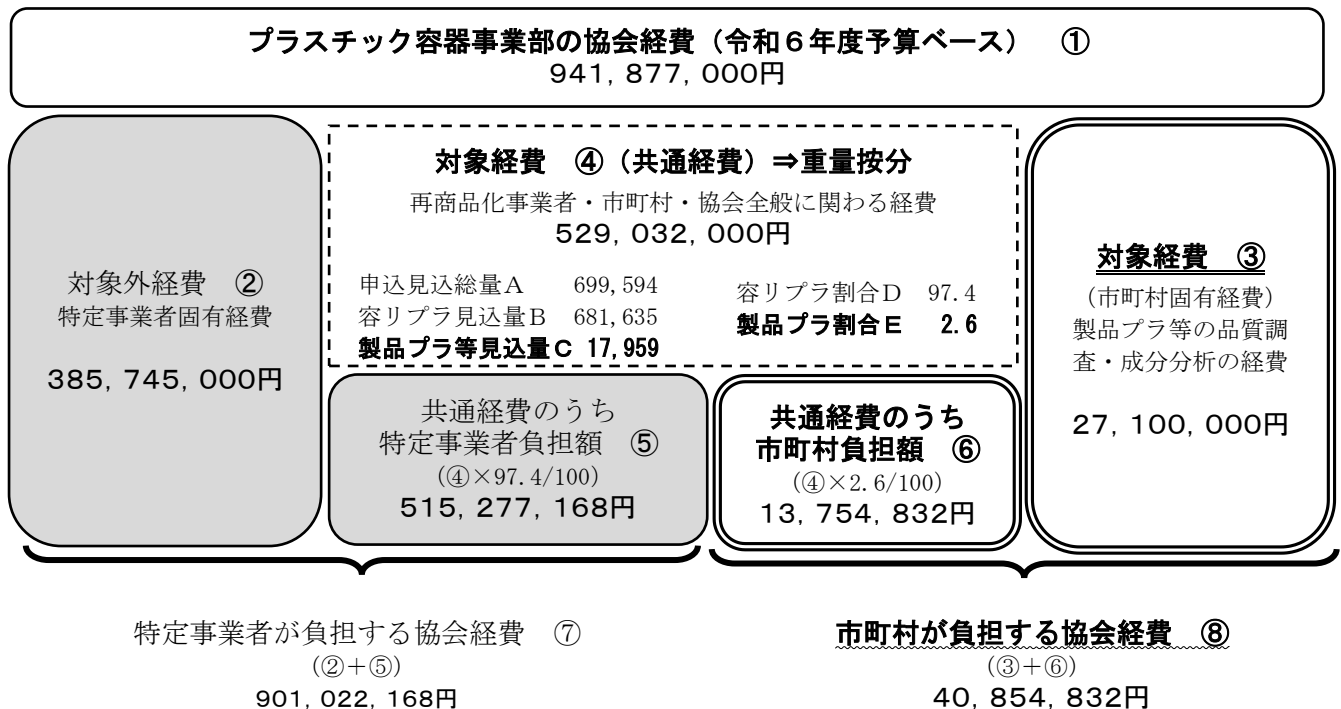 プラスチック容器事業部の協会経費（令和６年度予算ベース）　①
941,877,000円
対象外経費　②
特定事業者固有経費
385,745,000円
対象経費　④（共通経費）⇒重量按分
再商品化事業者・市町村・協会全般に関わる経費
529,032,000円
申込見込総量Ａ　699,594
容リプラ見込量Ｂ　681,635
製品プラ等見込量Ｃ 17,959
容リプラ割合Ｄ　97.4
製品プラ割合Ｅ　2.6
共通経費のうち
特定事業者負担額　⑤
（④×97.4/100）
515,277,168円
共通経費のうち
市町村負担額　⑥
（④×2.6/100）
13,754,832円
対象経費　③
（市町村固有経費）
製品プラ等の品質調
査・成分分析の経費
27,100,000円
特定事業者が負担する協会経費　⑦
（②＋⑤）
901,022,168円
市町村が負担する協会経費　⑧
（③＋⑥）
40,854,832円